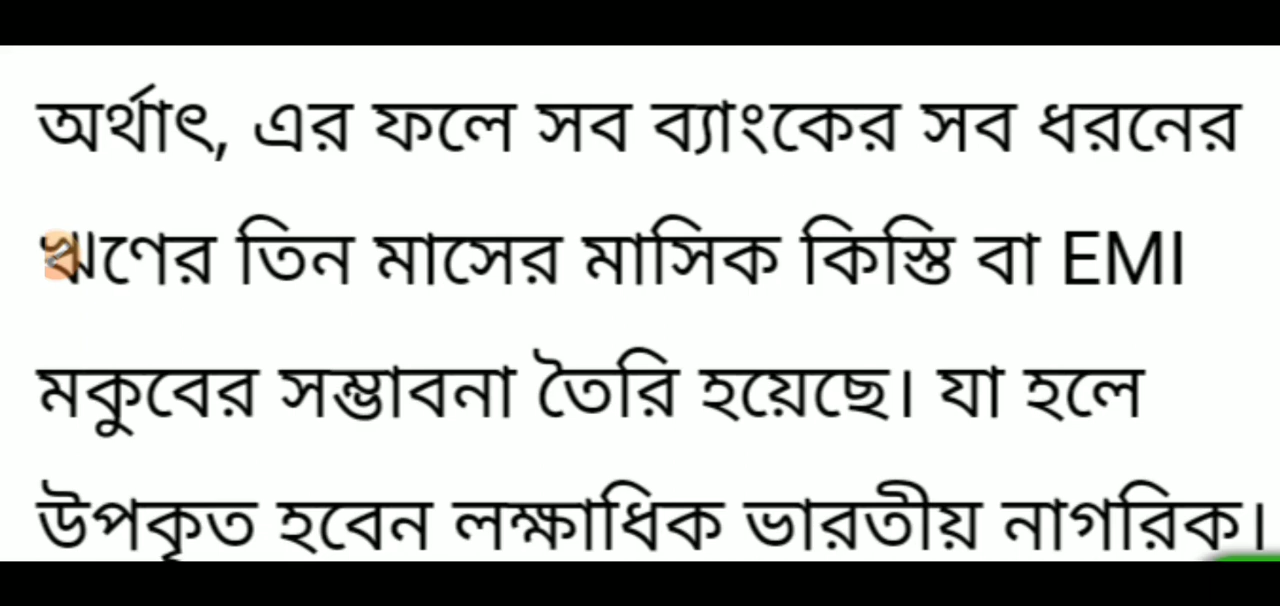 অর্থাৎ, এর ফলে সব ব্যাংকের সব ধরনের
ঋণের তিন মাসের মাসিক কিস্তি বা EMI
মকুবের সম্ভাবনা তৈরি হয়েছে। যা হলে
উপকৃত হবেন লক্ষাধিক ভারতীয় নাগরিক।